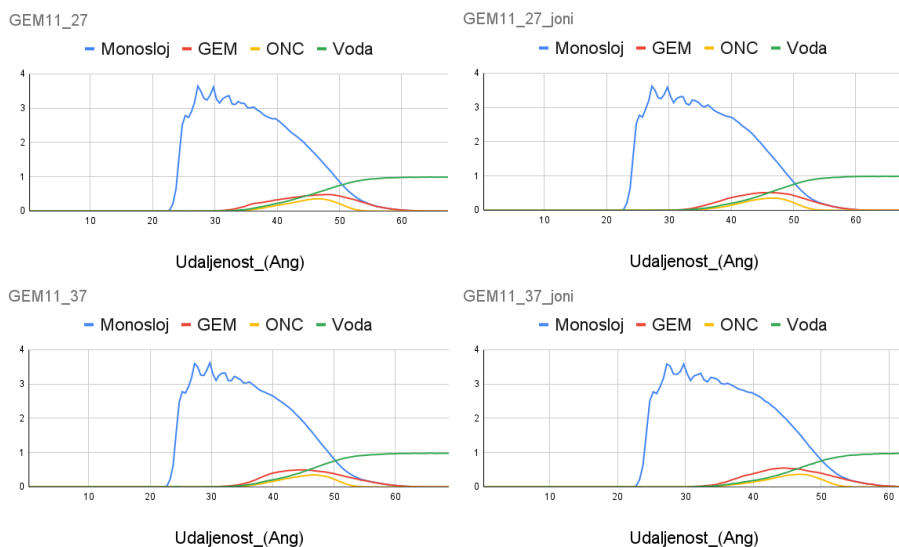 GEM11_27
Monosloj GEM ONC Voda
4
3
2
1
0
10 20 30 40 50 60
Udaljenost_(Ang)
GEM11_27_joni
Monosloj GEM ONC Voda
4
3
2
1
0
10 20 30 40 50 60
Udaljenost_(Ang)
GEM11_37
Monosloj GEM ONC Voda
4
3
2
1
0
10 20 30 40 50 60
Udaljenost_(Ang)
GEM11_37_joni
Monosloj GEM ONC Voda
4
3
2
1
0
10 20 30 40 50 60
Udaljenost_(Ang)